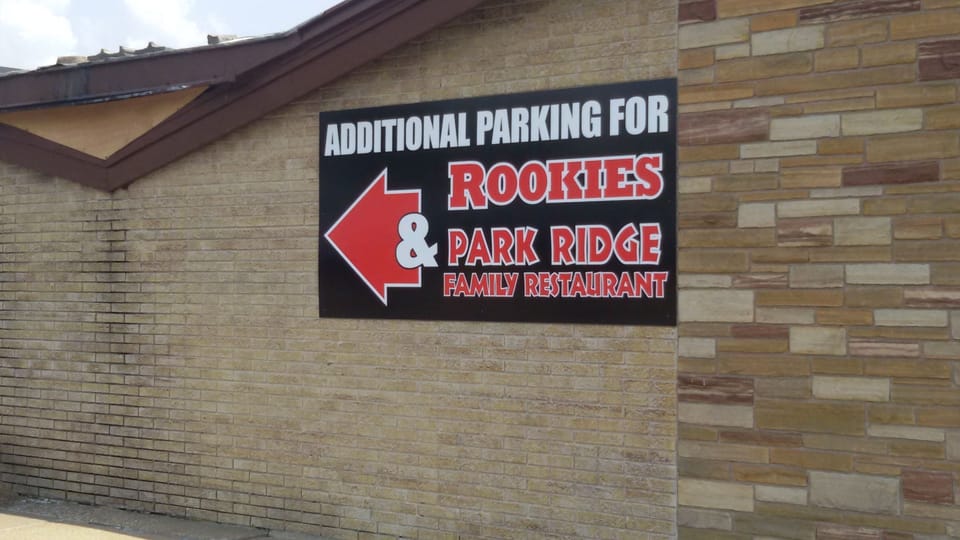 ADDITIONAL PARKING FOR
ROOKIES
&
PARK RIDGE
FAMILY RESTAURANT